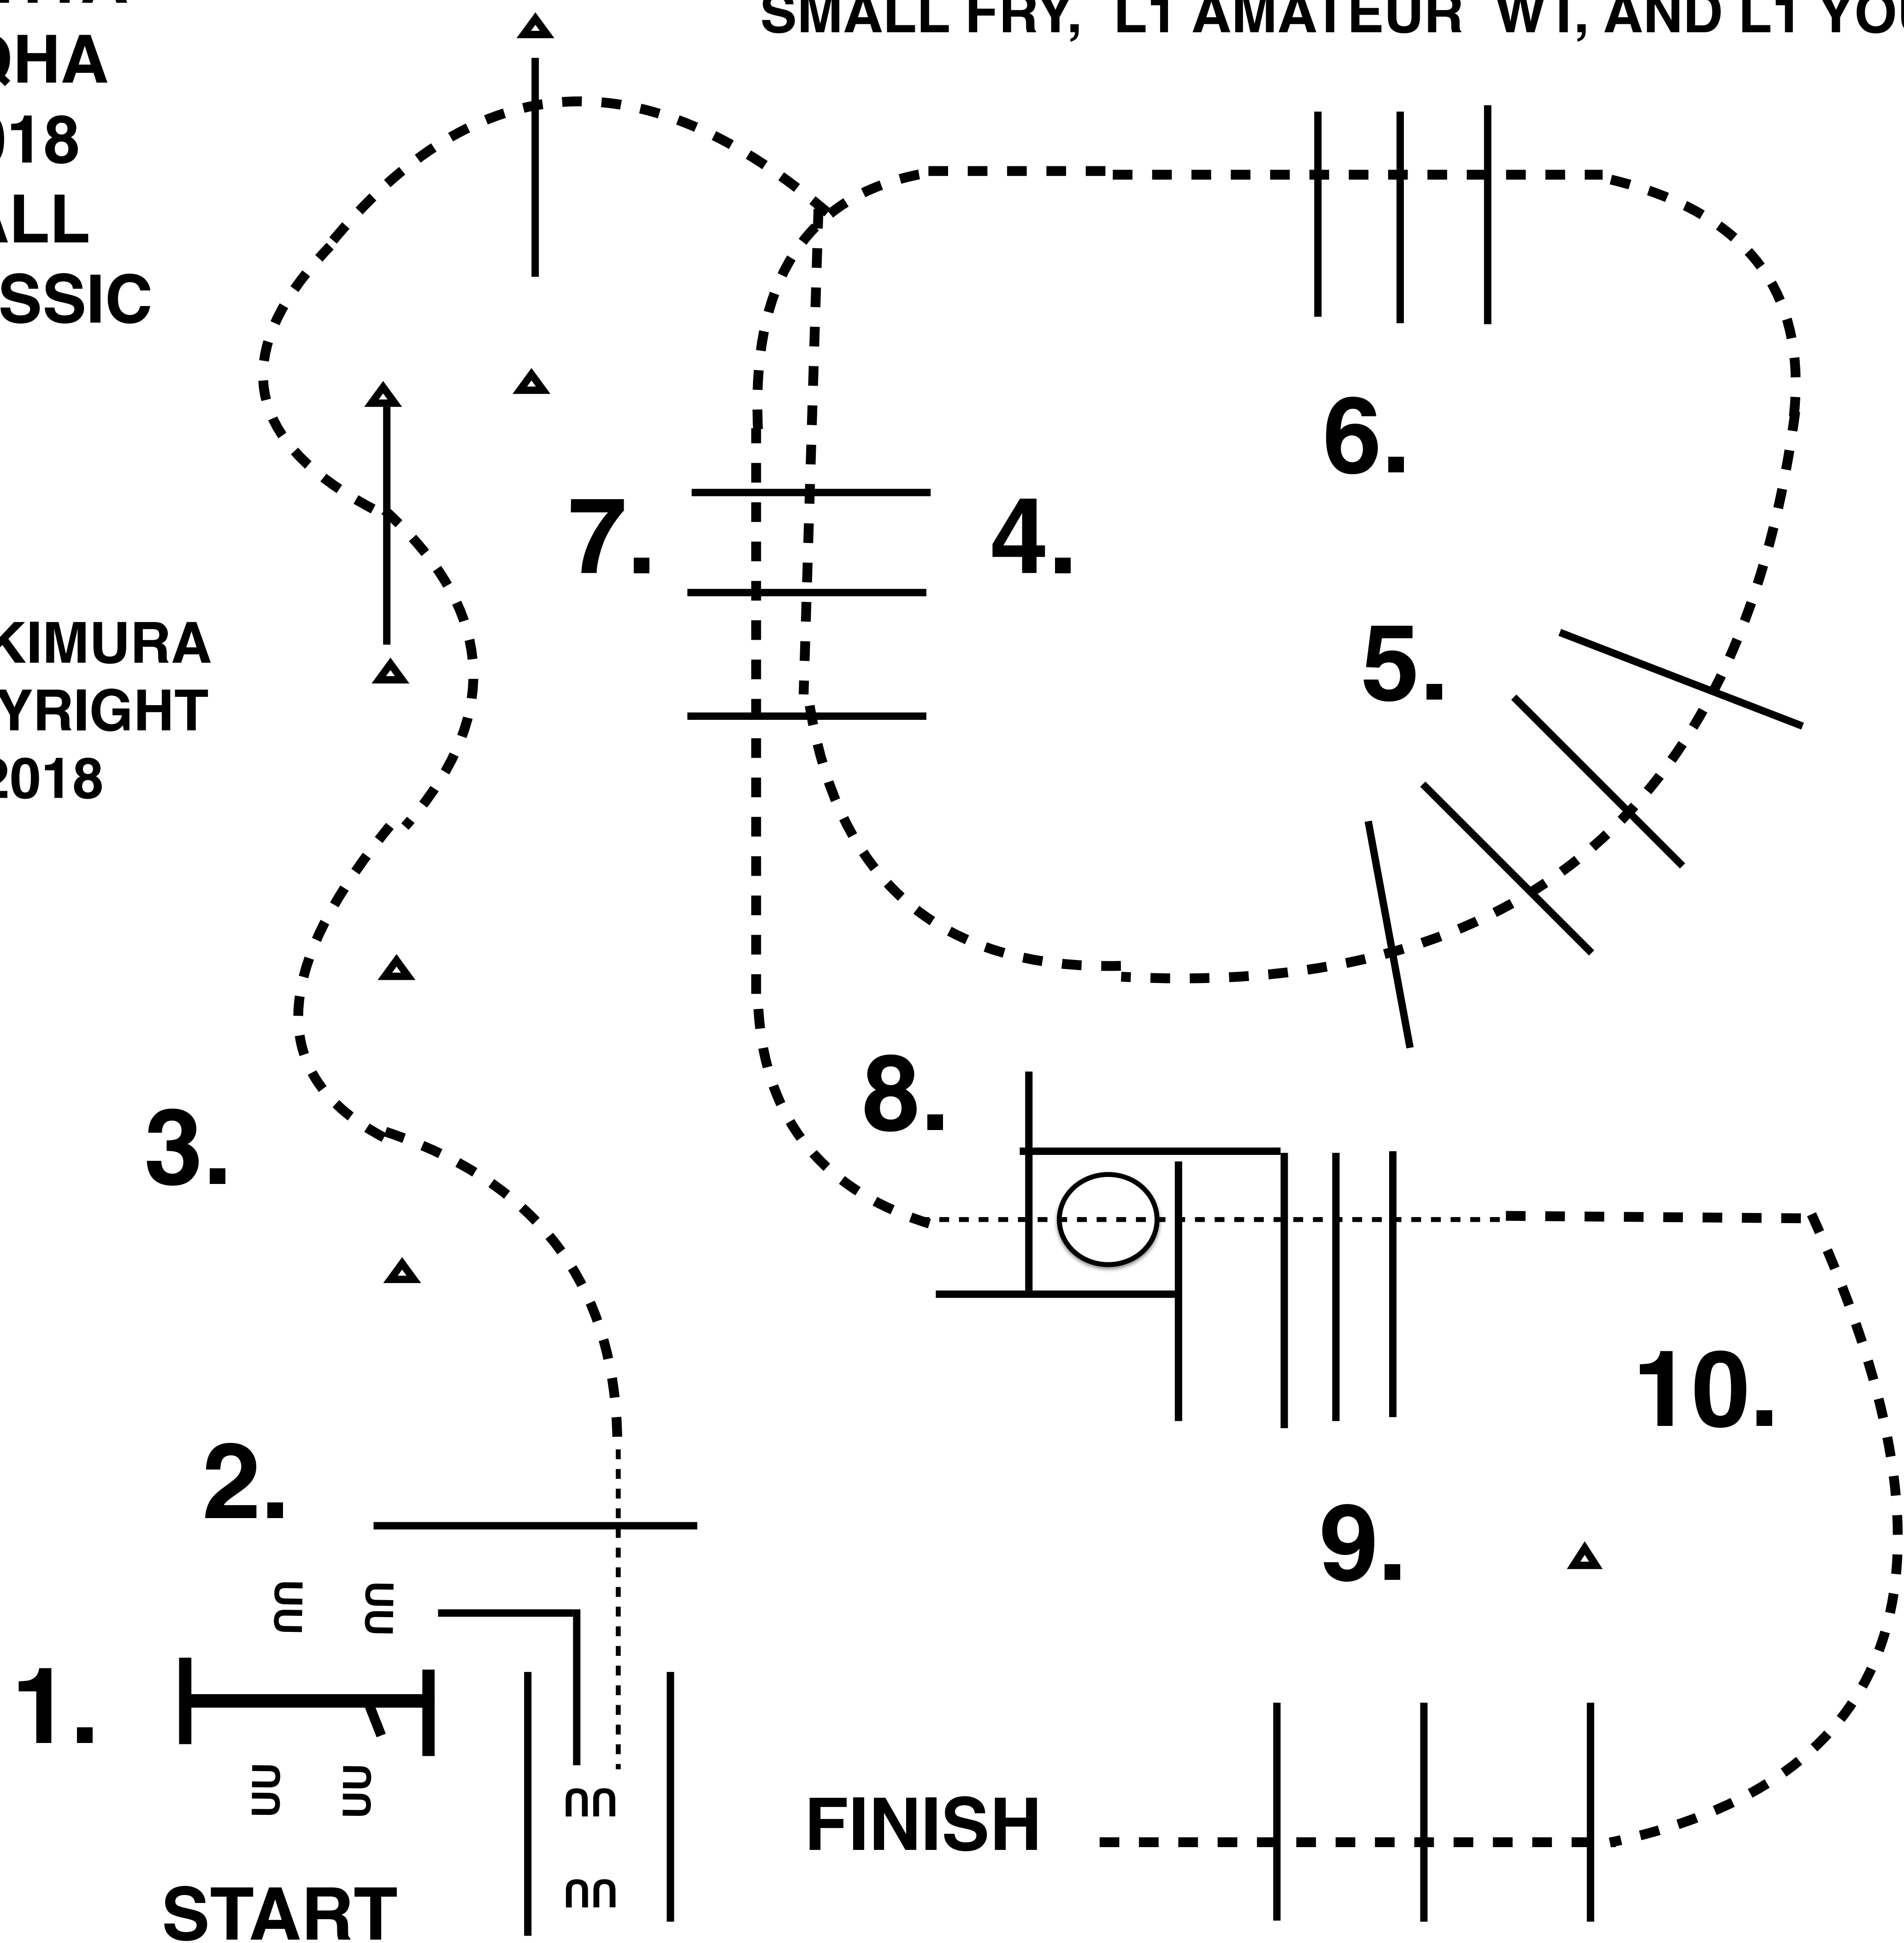 SMALL FRY, L1 AMATEUR WT, AND L1 YOU
QHA
018
ALL
SSIC
6.
7.
4.
5.
KIMURA
YRIGHT
2018
8.
3.
10.
2.
9.
1.
FINISH
START